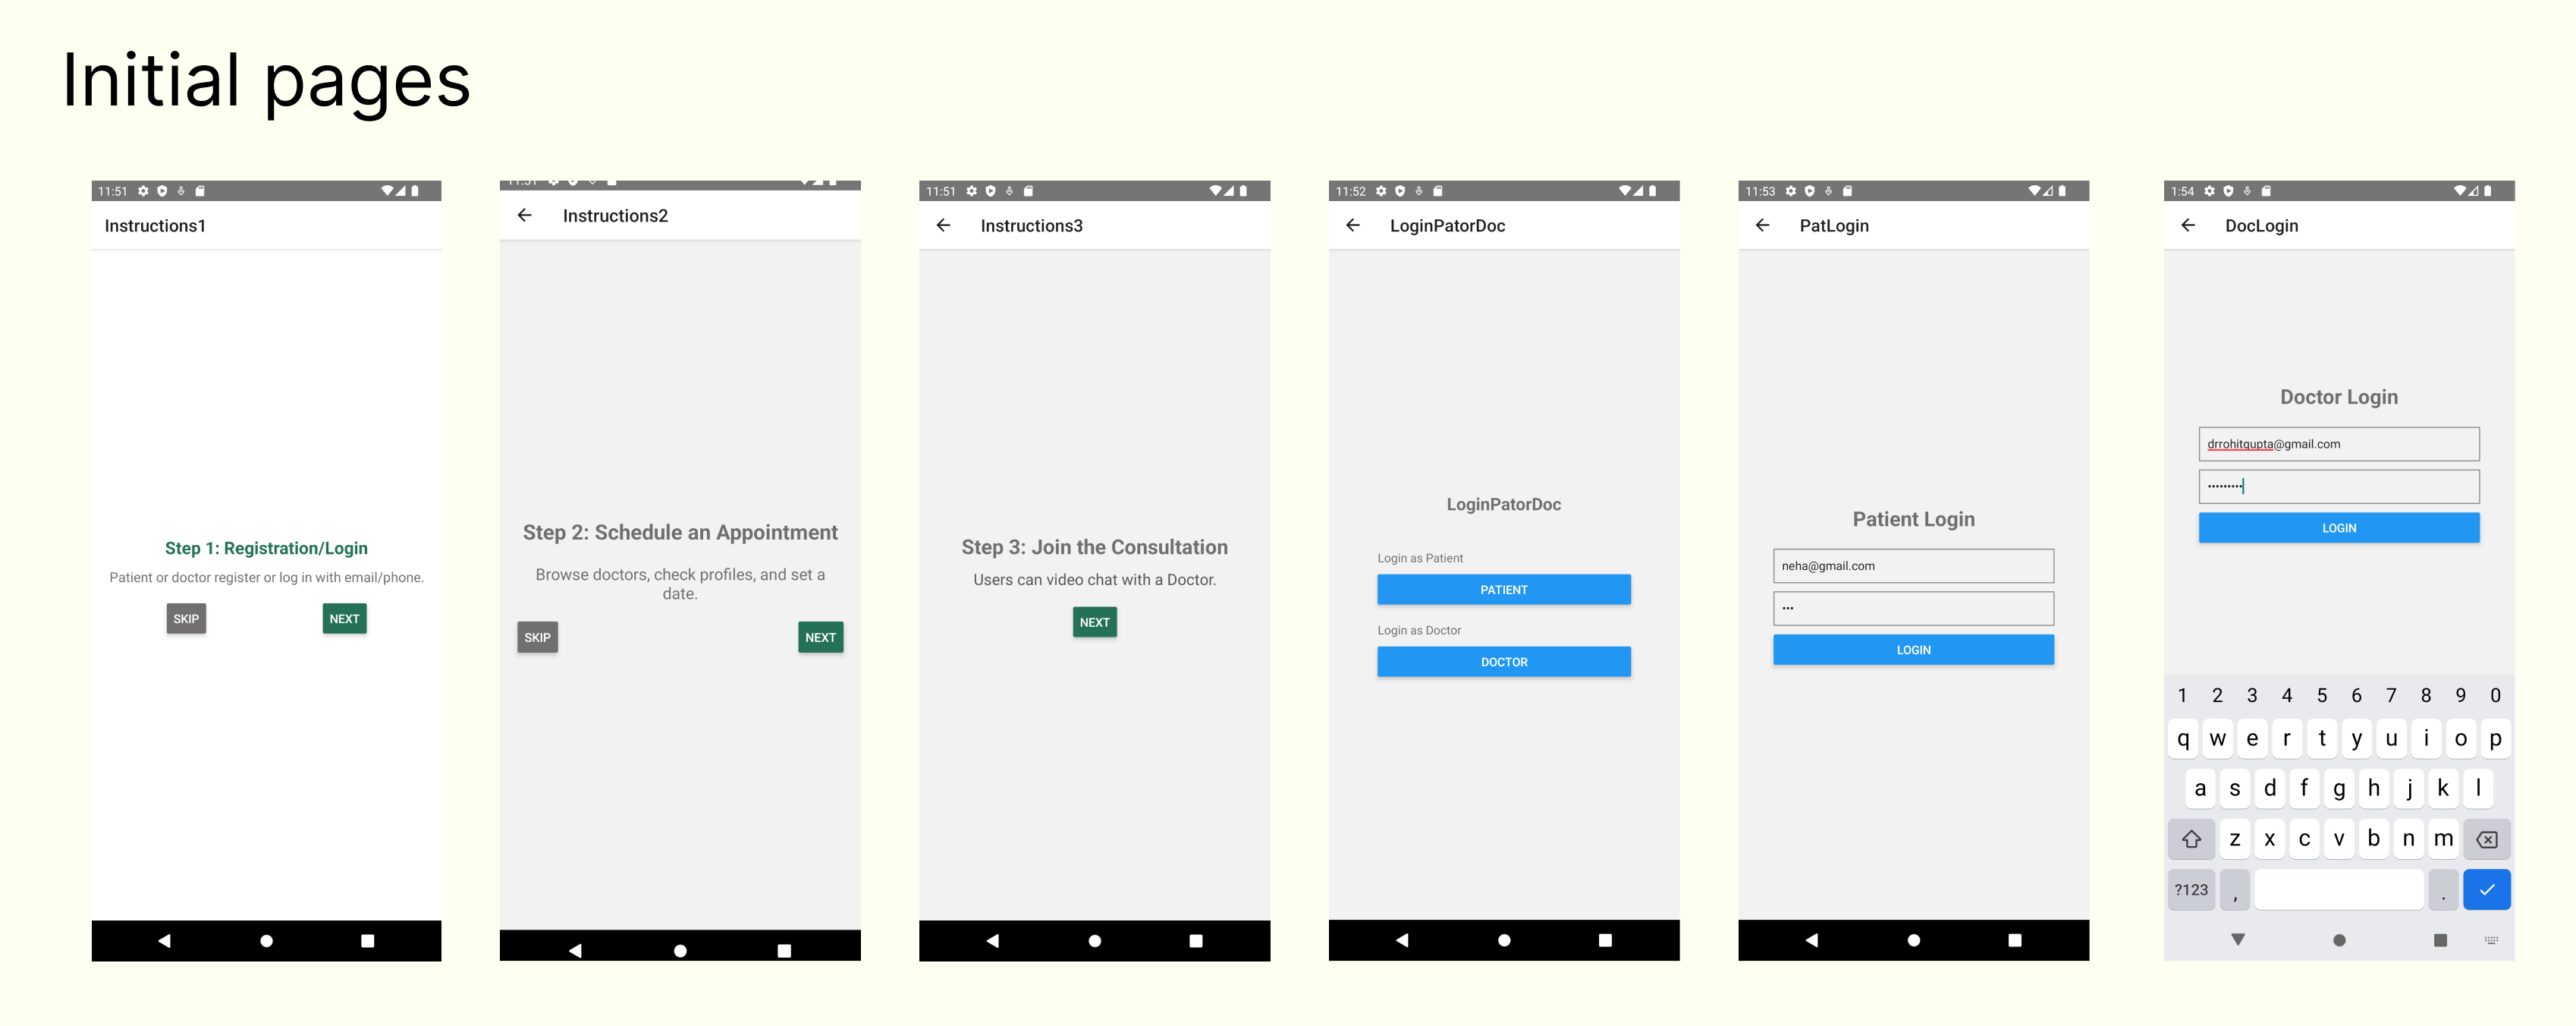 Initial pages
11:51
Instructions1
Step 1: Registration/Login
Patient or doctor register or log in with email/phone.
SKIP
NEXT
11:51
Instructions2
Step 2: Schedule an Appointment
Browse doctors, check profiles, and set a
date.
SKIP
NEXT
11:51
Instructions3
Step 3: Join the Consultation
Users can video chat with a Doctor.
NEXT
11:52
LoginPatorDoc
LoginPatorDoc
Login as Patient
PATIENT
Login as Doctor
DOCTOR
11:53
PatLogin
Patient Login
neha@gmail.com
•••
LOGIN
1:54
DocLogin
Doctor Login
drrohitgupta@gmail.com
•••••••••
LOGIN
1 2 3 4 5 6 7 8 9 0
q w e r t y u i o p
a s d f g h j k l
z x c v b n m
?123 , .